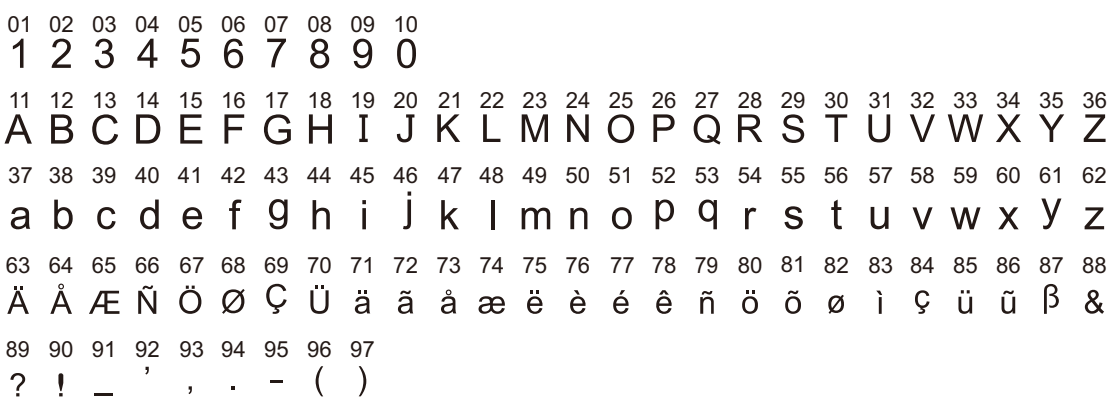 01 02 03 04 05 06 07 08 09 10
1 2 3 4 5 6 7 8 9 0
11 12 13 14 15 16 17 18 19 20 21 22 23 24 25 26 27 28 29 30 31 32 33 34 35 36
A B C D E F G H I J K L M N O P Q R S T U V W X Y Z
37 38 39 40 41 42 43 44 45 46 47 48 49 50 51 52 53 54 55 56 57 58 59 60 61 62
a b c d e f g h i j k l m n o p q r s t u v w x y z
63 64 65 66 67 68 69 70 71 72 73 74 75 76 77 78 79 80 81 82 83 84 85 86 87 88
Ä Å Æ Ñ Ö Ø Ç Ü ä ã å æ ë è é ê ñ ö õ ø ì ç ü ũ ß &
89 90 91 92 93 94 95 96 97
? ! _ ’ , . - ( )